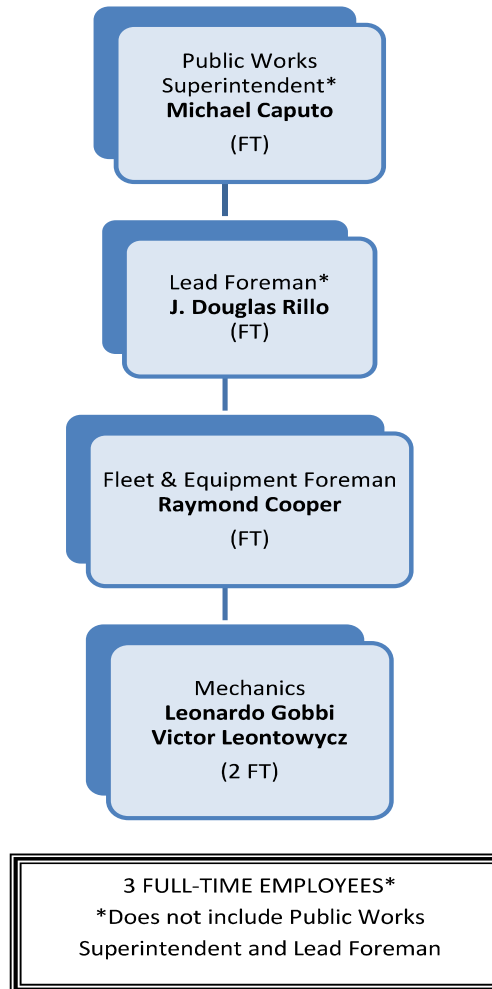 Public Works
Superintendent*
Michael Caputo
(FT)
Lead Foreman*
J. Douglas Rillo
(FT)
Fleet & Equipment Foreman
Raymond Cooper
(FT)
Mechanics
Leonardo Gobbi
Victor Leontowycz
(2 FT)
3 FULL-TIME EMPLOYEES*
*Does not include Public Works
Superintendent and Lead Foreman